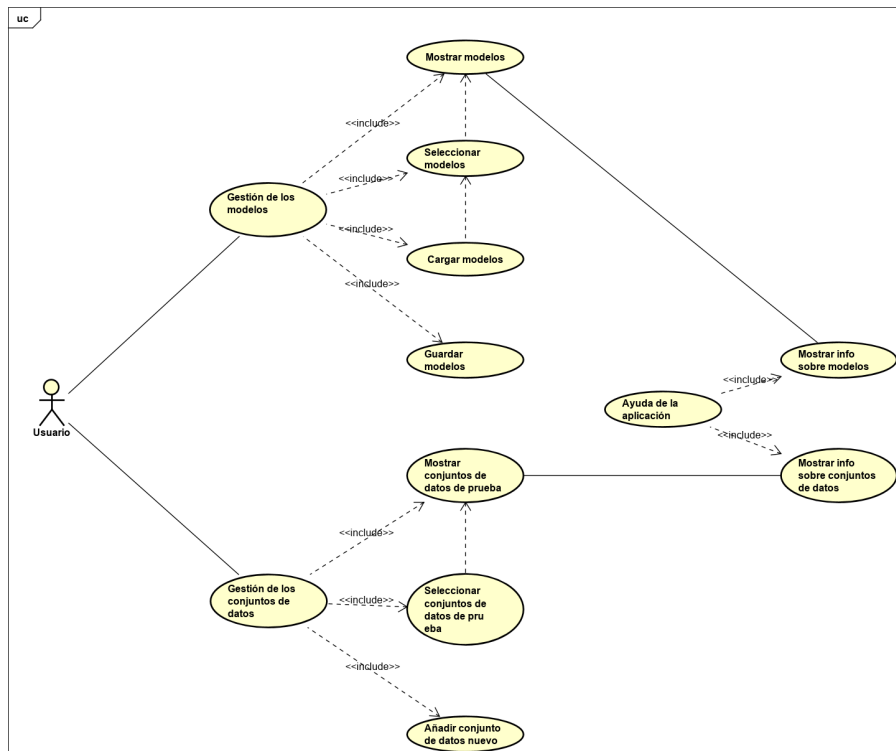 uc
Mostrar modelos
<<include>>
Seleccionar
modelos
<<include>>
Gestión de los
modelos
<<include>>
Cargar modelos
<<include>>
Guardar
modelos
Mostrar info
sobre modelos
<<include>>
Ayuda de la
aplicación
Usuario
<<include>>
Mostrar
conjuntos de
datos de prueba
Mostrar info
sobre conjuntos
de datos
<<include>>
Gestión de los
conjuntos de
datos
<<include>>
Seleccionar
conjuntos de
datos de pru
eba
<<include>>
Añadir conjunto
de datos nuevo